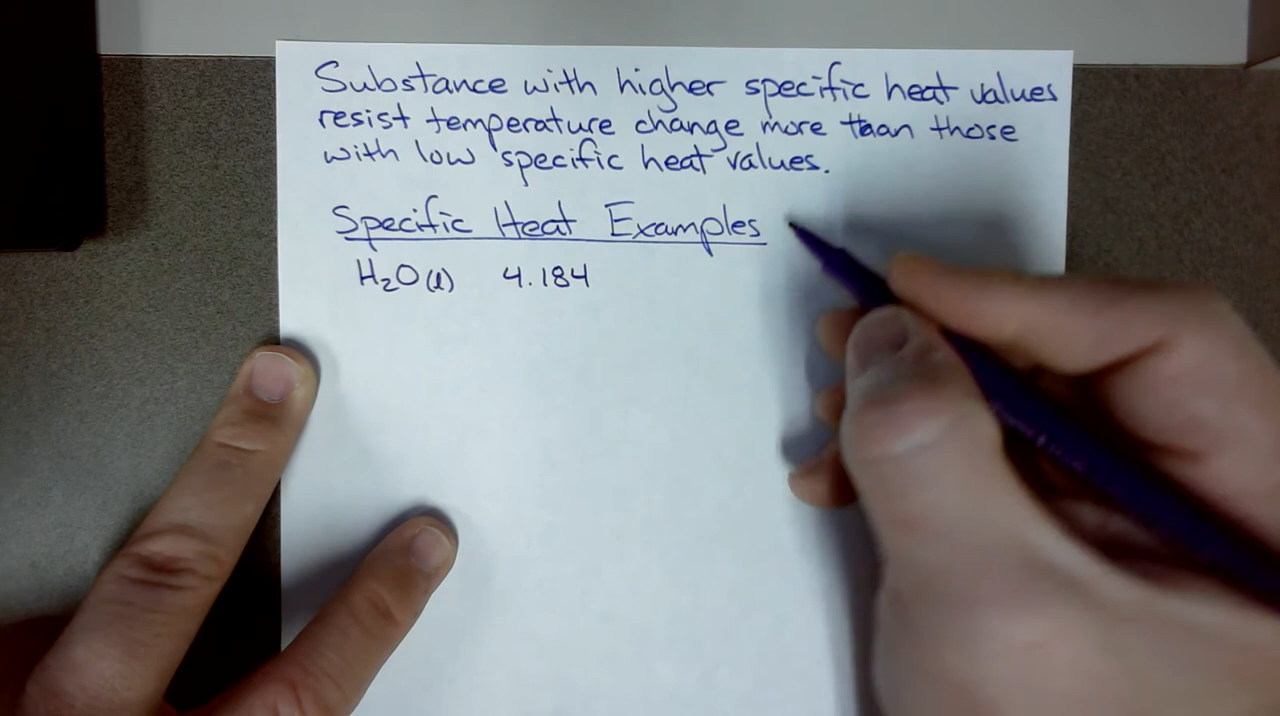 Substance with higher specific heat values
resist temperature change more than those
with low specific heat values.
Specific Heat Examples
H₂O(l) 4.184